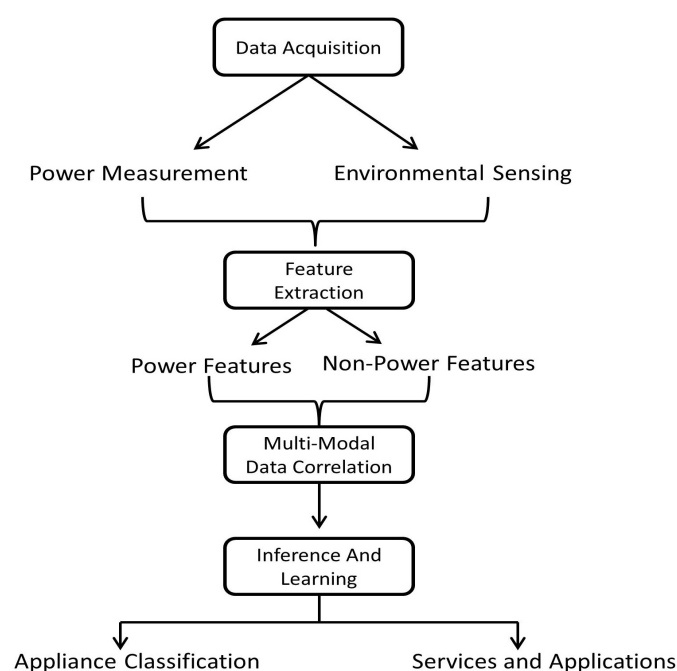 Data Acquisition
Power Measurement
Environmental Sensing
Feature
Extraction
Power Features
Non-Power Features
Multi-Modal
Data Correlation
Inference And
Learning
Appliance Classification
Services and Applications